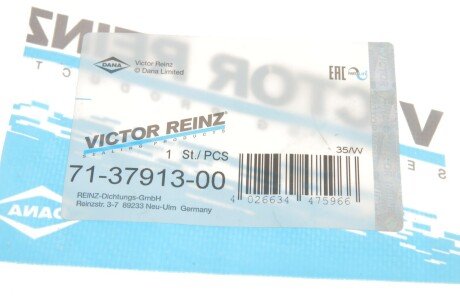 VICTOR REINZ
DANA
Victor Reinz
© Dana Limited
EAC
VICTOR REINZ
SEALING PRODUCTS
1 St./PCS
35/W
71-37913-00
4 026634 475966
REINZ-Dichtungs-GmbH
Reinzstr. 3-7 89233 Neu-Ulm Germany
DANA